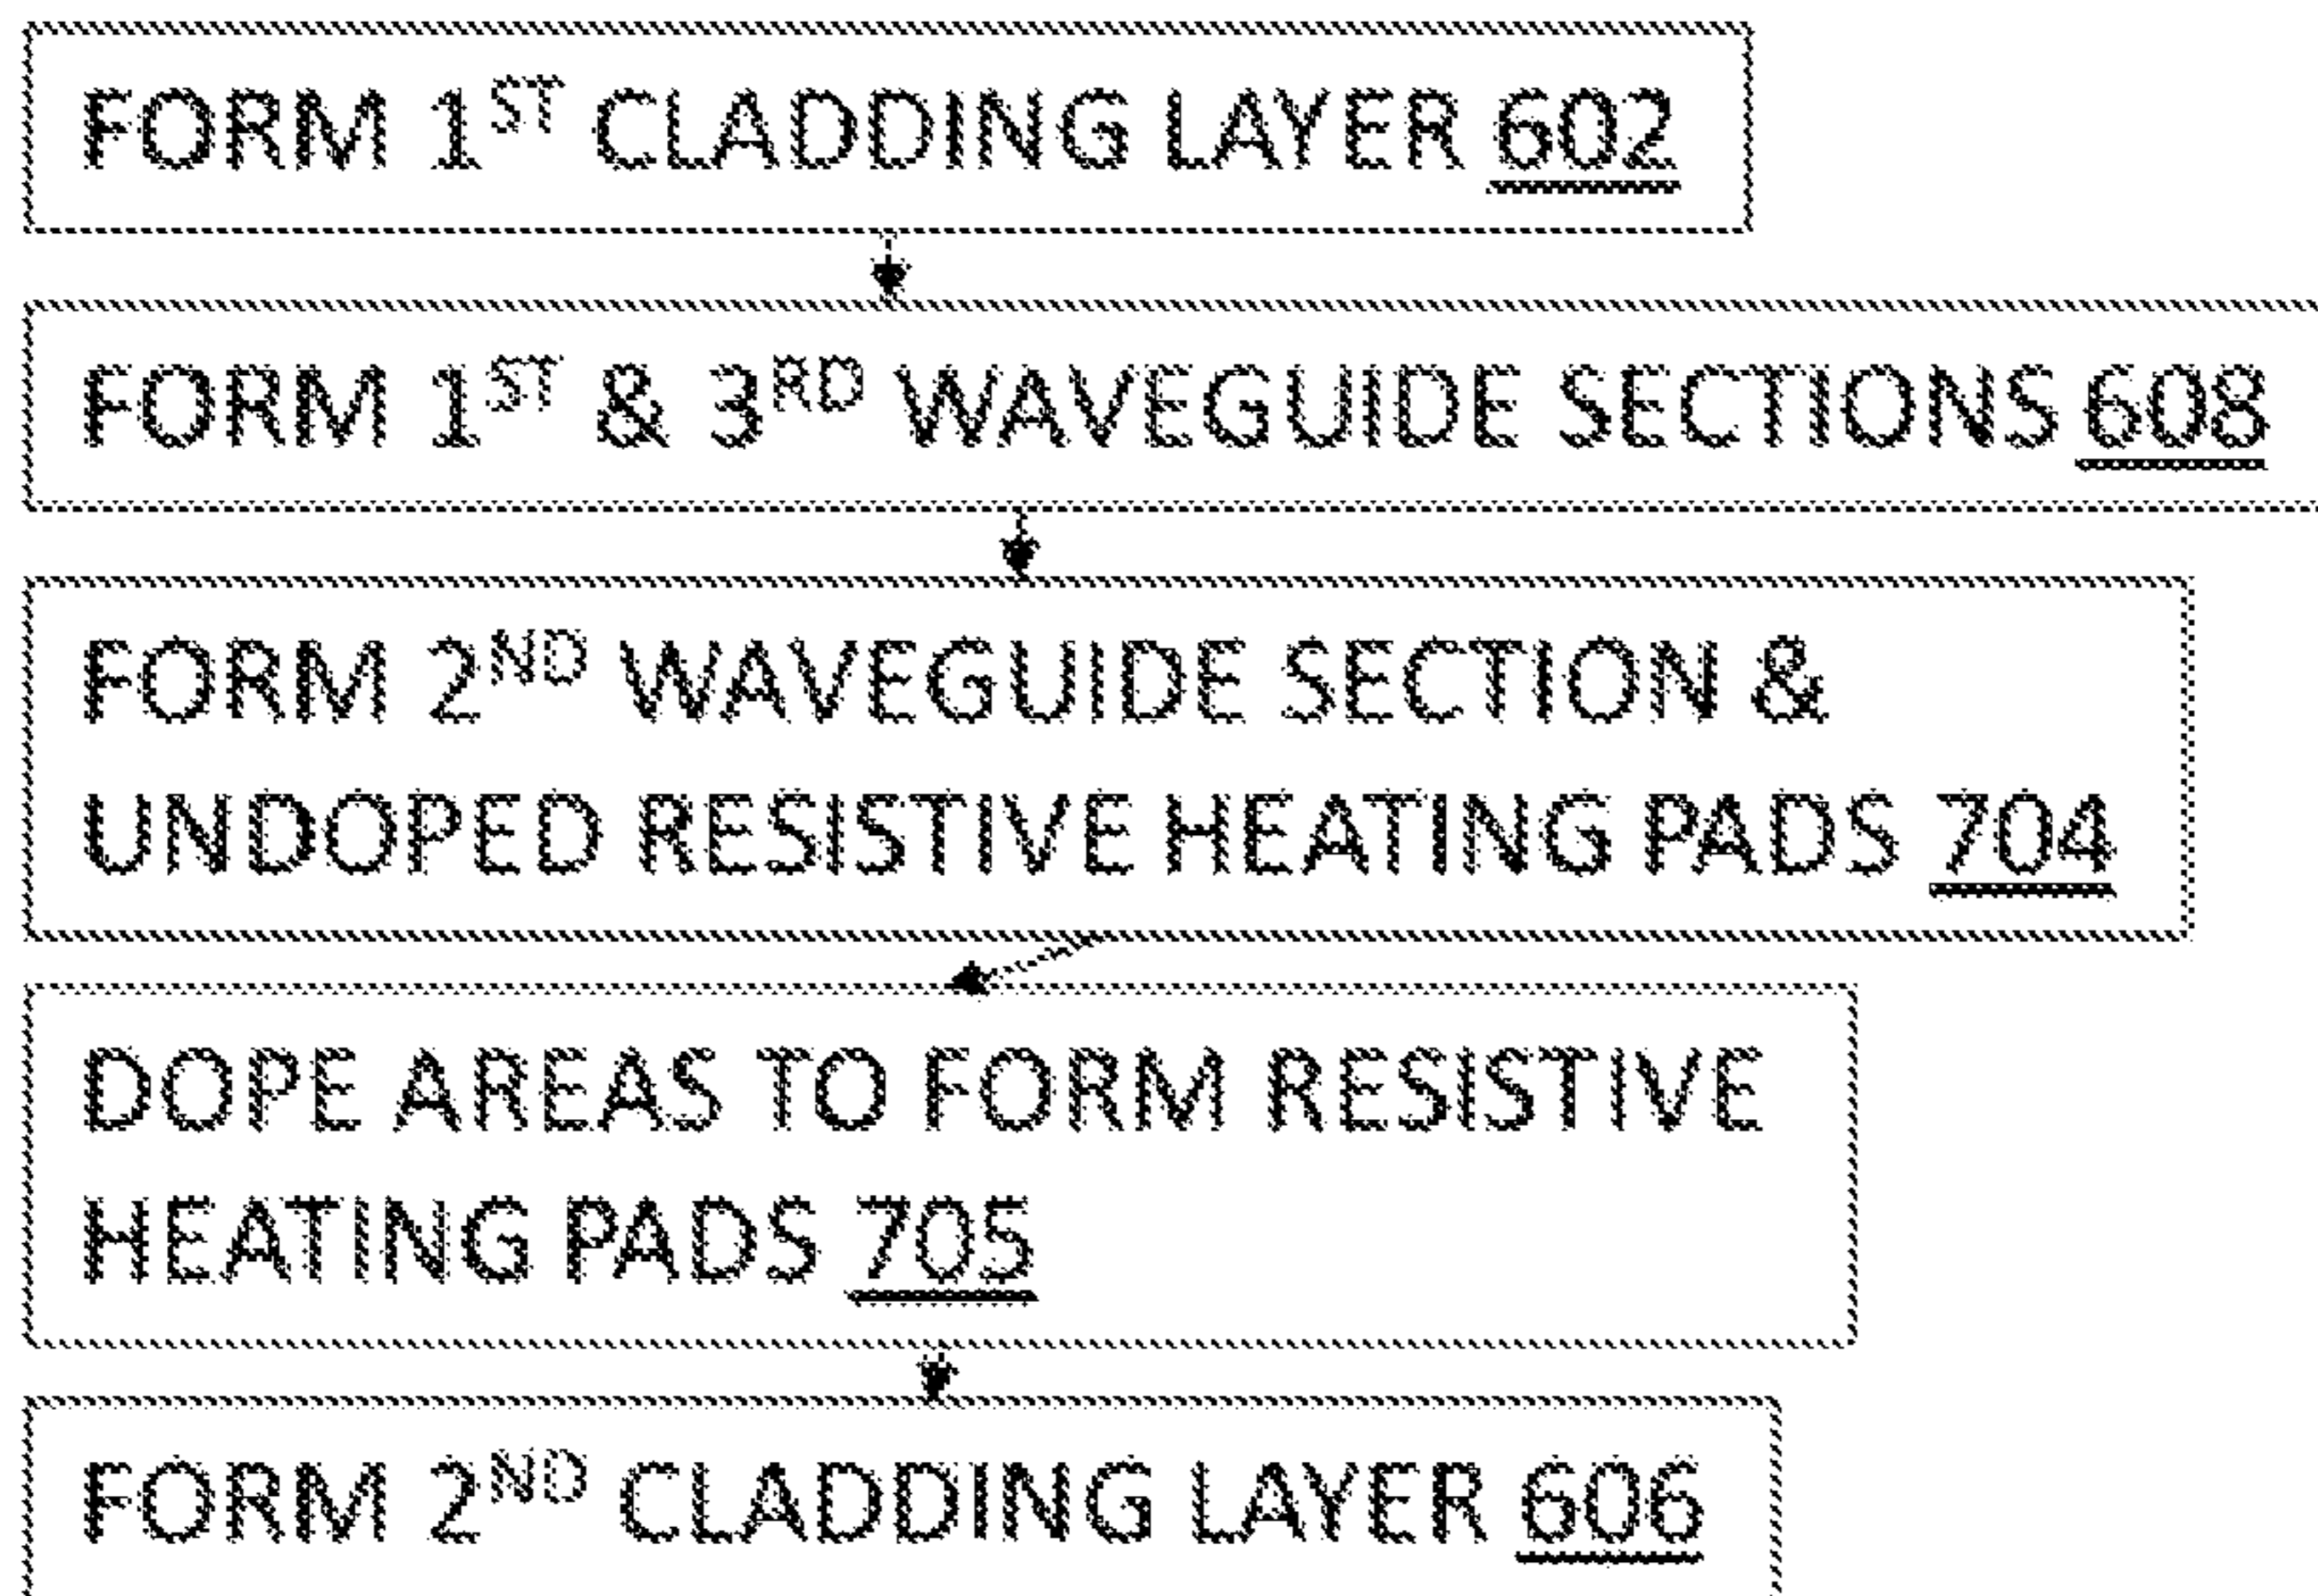 FORM 1ST CLADDING LAYER 602
FORM 1ST & 3RD WAVEGUIDE SECTIONS 608
FORM 2ND WAVEGUIDE SECTION &
UNDOPED RESISTIVE HEATING PADS 704
DOPE AREAS TO FORM RESISTIVE
HEATING PADS 705
FORM 2ND CLADDING LAYER 606